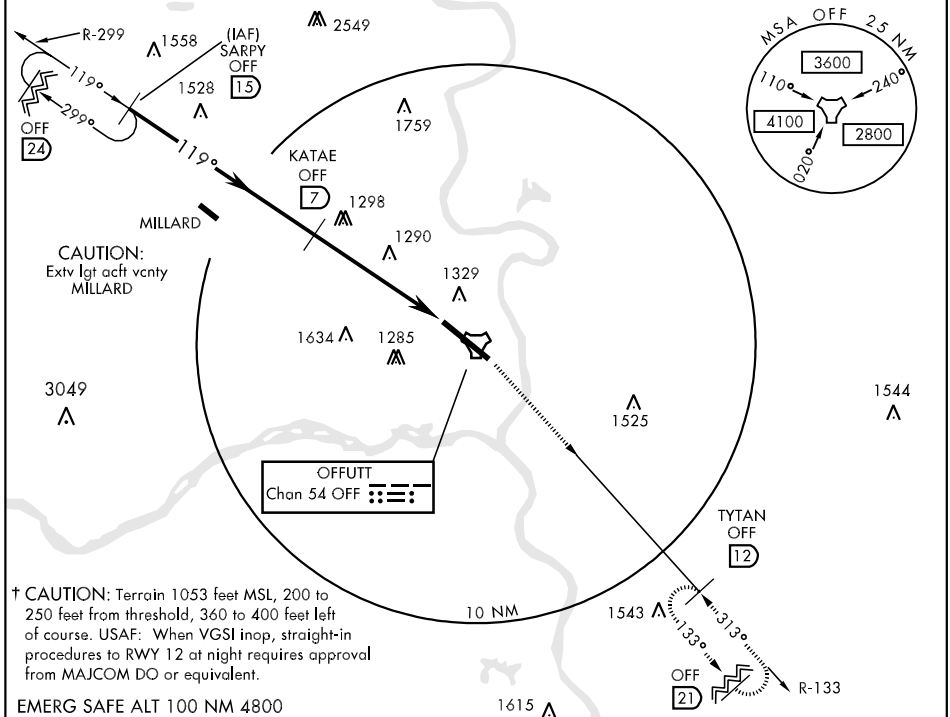 R-299
1558
(IAF)
SARPY
OFF
15
2549
119°
299°
OFF
24
1528
119°
1759
MSA OFF 25 NM
3600
110°
240°
4100
2800
020°
KATAE
OFF
7
1298
MILLARD
CAUTION:
Extv lgt acft vcnty
MILLARD
1290
1329
1634
1285
3049
1525
1544
OFFUTT
Chan 54 OFF
TYTAN
OFF
12
† CAUTION: Terrain 1053 feet MSL, 200 to
250 feet from threshold, 360 to 400 feet left
of course. USAF: When VGSI inop, straight-in
procedures to RWY 12 at night requires approval
from MAJCOM DO or equivalent.
10 NM
1543
313°
133°
OFF
21
R-133
EMERG SAFE ALT 100 NM 4800
1615